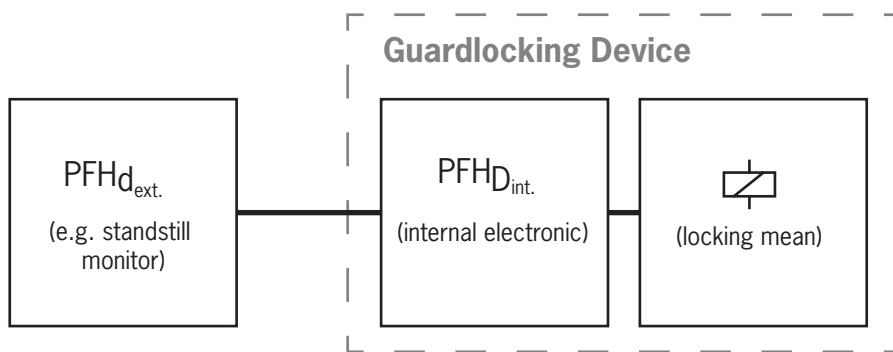 Guardlocking Device
PFHdext.
(e.g. standstill
monitor)
PFHDint.
(internal electronic)
(locking mean)